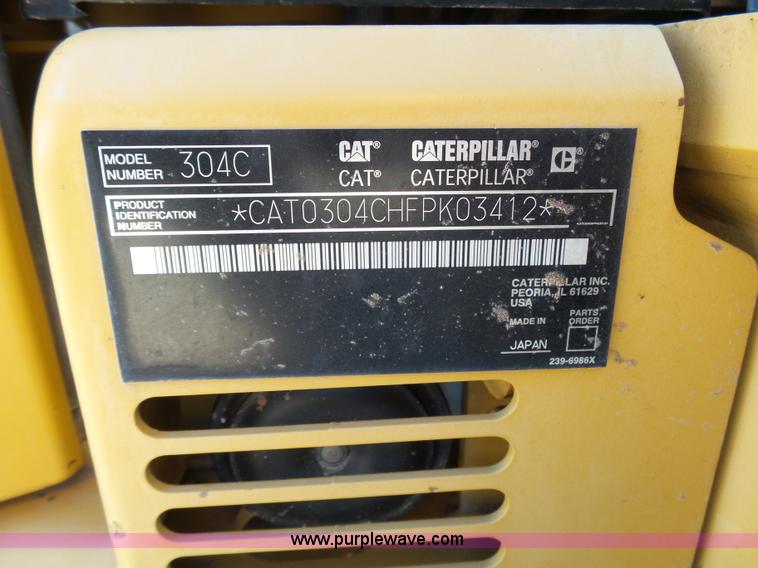 MODEL NUMBER 304C
CAT® CATERPILLAR® C®
CAT® CATERPILLAR®
PRODUCT IDENTIFICATION NUMBER *CAT0304CHFPK03412*
CATERPILLAR INC.
PEORIA, IL 61629
USA
MADE IN
JAPAN
PARTS ORDER
239-6986X
www.purplewave.com